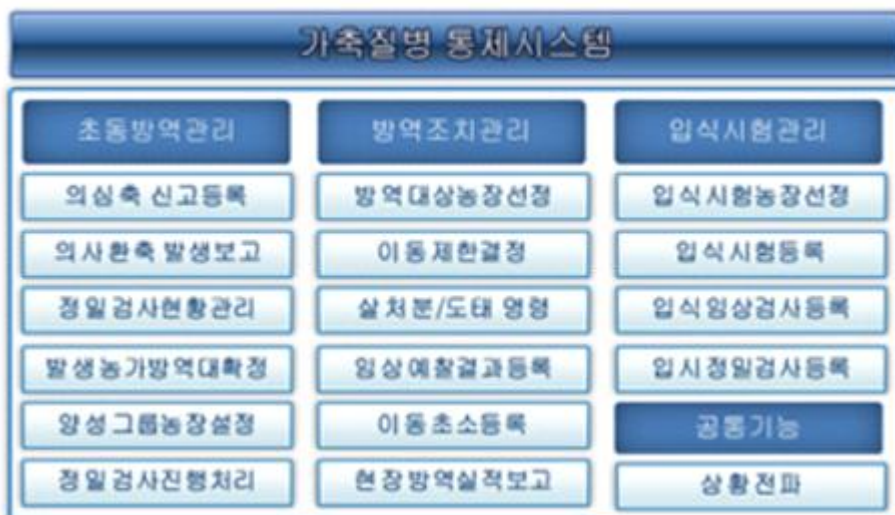 가축질병 통제시스템
초동방역관리
의심축 신고등록
의사환축 발생보고
정밀검사현황관리
발생농가방역대확정
양성그룹농장설정
정밀검사진행처리
방역조치관리
방역대상농장선정
이동제한결정
살처분/도태 명령
임상예찰결과등록
이동초소등록
현장방역실적보고
입식시험관리
입식시험농장선정
입식시험등록
입식임상검사등록
입시정밀검사등록
공통기능
상황전파